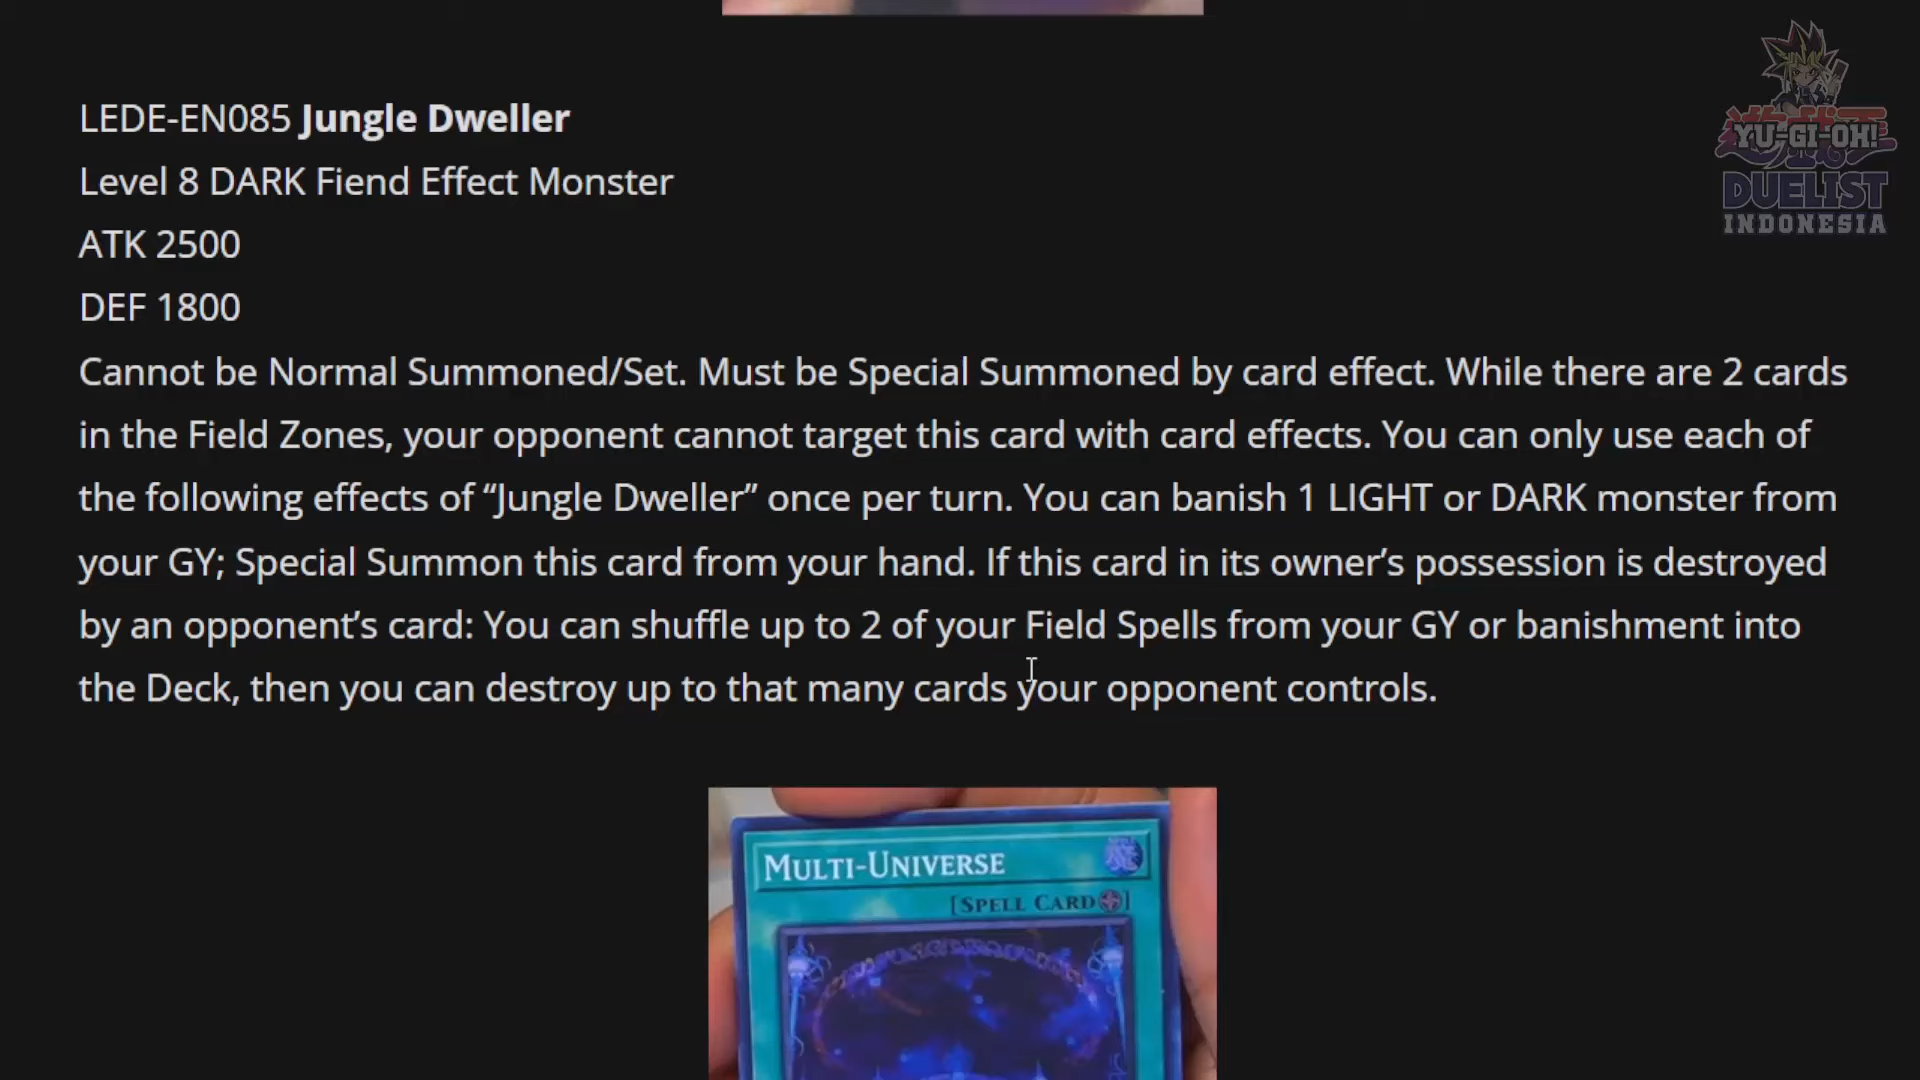 LEDE-EN085 Jungle Dweller
Level 8 DARK Fiend Effect Monster
ATK 2500
DEF 1800
Cannot be Normal Summoned/Set. Must be Special Summoned by card effect. While there are 2 cards
in the Field Zones, your opponent cannot target this card with card effects. You can only use each of
the following effects of “Jungle Dweller” once per turn. You can banish 1 LIGHT or DARK monster from
your GY; Special Summon this card from your hand. If this card in its owner’s possession is destroyed
by an opponent’s card: You can shuffle up to 2 of your Field Spells from your GY or banishment into
the Deck, then you can destroy up to that many cards your opponent controls.
YU-GI-OH!
DUELIST
INDONESIA
MULTI-UNIVERSE
魔
[SPELL CARD]